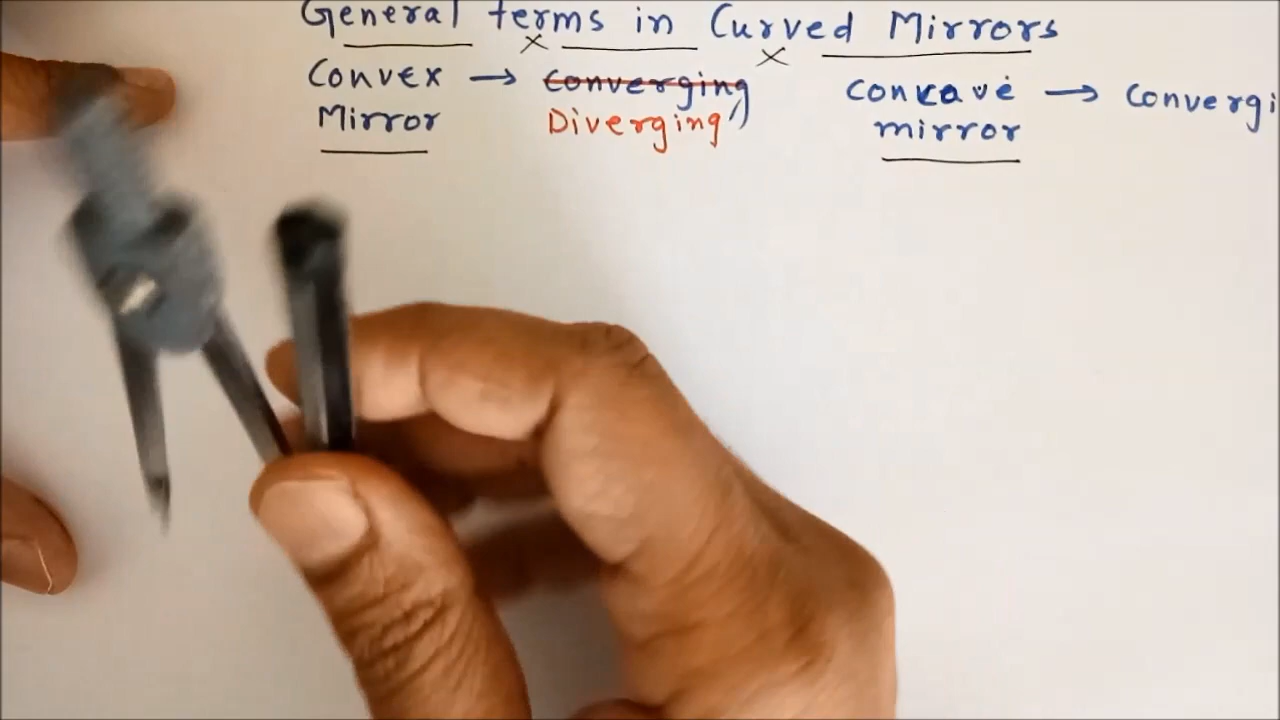 General terms in Curved Mirrors
Convex → Converging
Mirror Diverging
Concave → Convergi
mirror